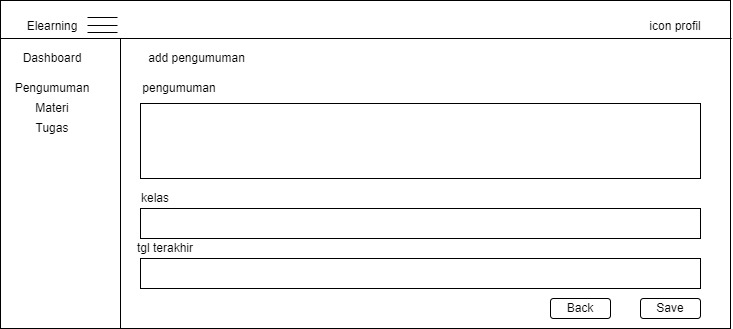 Elearning
icon profil
Dashboard
Pengumuman
Materi
Tugas
add pengumuman
pengumuman
kelas
tgl terakhir
Back
Save